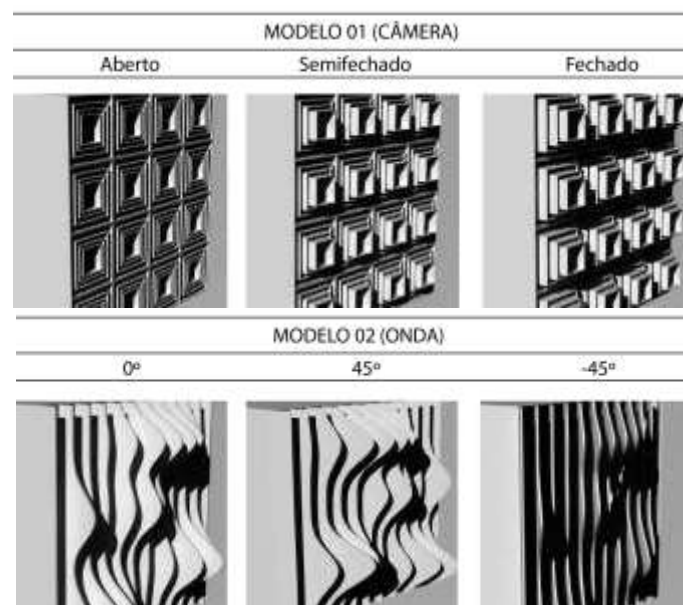 MODELO 01 (CÂMERA)
Aberto Semifechado Fechado
MODELO 02 (ONDA)
0º 45º -45º